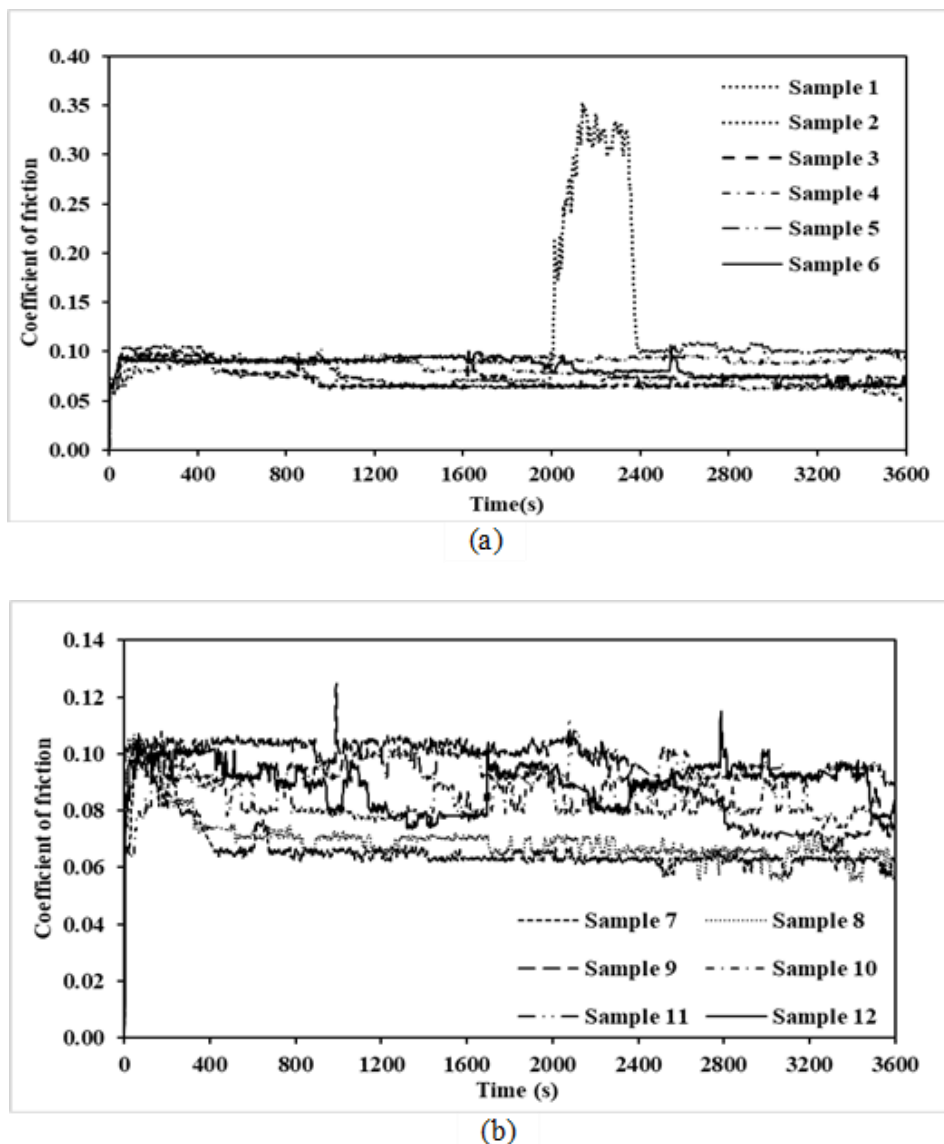 0.40
0.35
0.30
0.25
0.20
0.15
0.10
0.05
0.00
Coefficient of friction
Sample 1
Sample 2
Sample 3
Sample 4
Sample 5
Sample 6
0 400 800 1200 1600 2000 2400 2800 3200 3600
Time(s)
(a)
0.14
0.12
0.10
0.08
0.06
0.04
0.02
0.00
Coefficient of friction
Sample 7 Sample 8
Sample 9 Sample 10
Sample 11 Sample 12
0 400 800 1200 1600 2000 2400 2800 3200 3600
Time (s)
(b)